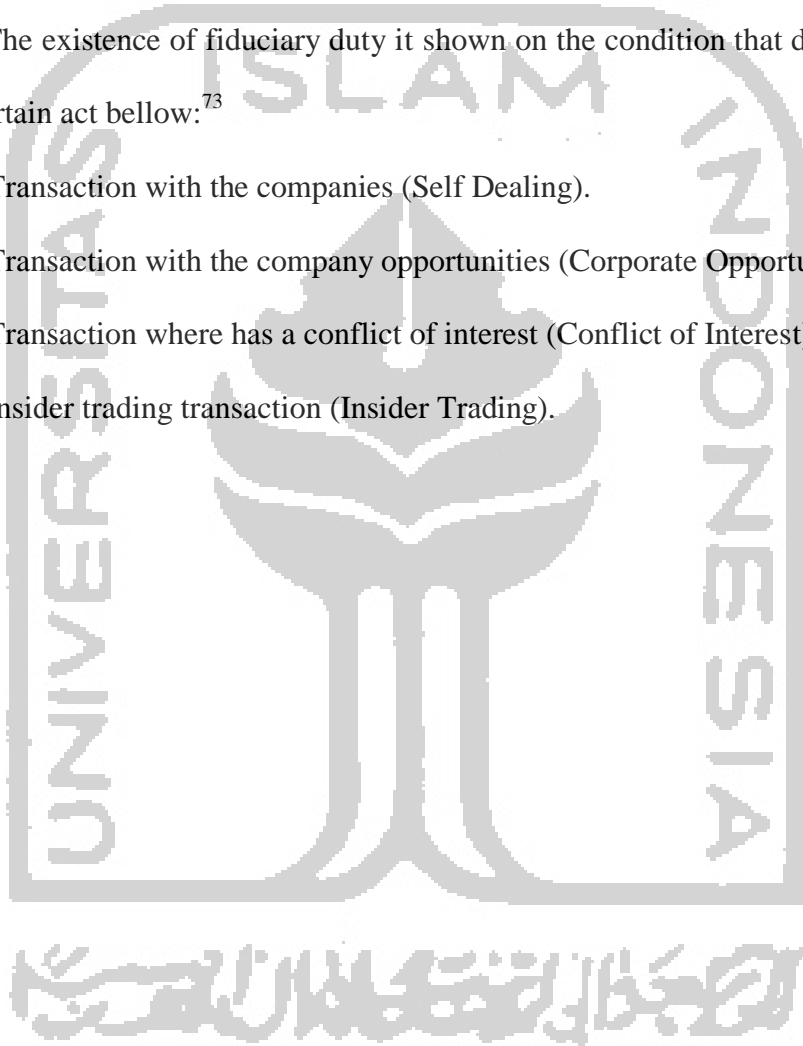 he existence of fiduciary duty it shown on the condition that d
rtain act bellow:73
Transaction with the companies (Self Dealing).
Transaction with the company opportunities (Corporate Opportu
Transaction where has a conflict of interest (Conflict of Interest)
nsider trading transaction (Insider Trading).
UNIVERSITAS
ISLAM
INDONESIA